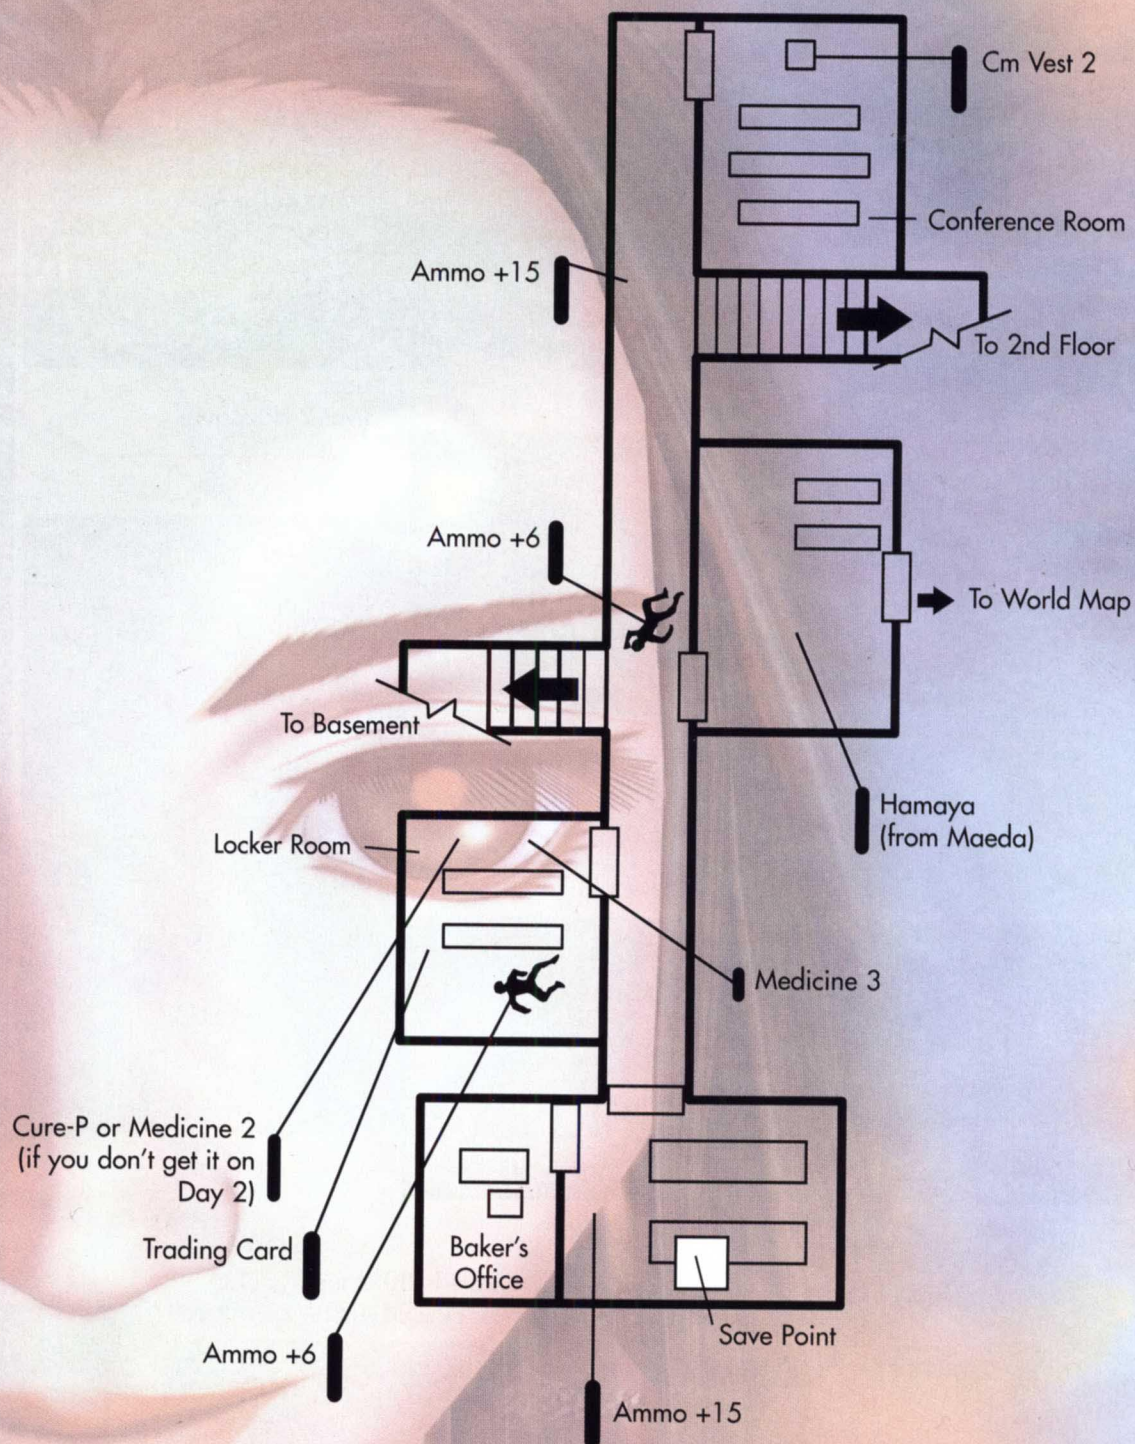 Cm Vest 2
Conference Room
Ammo +15
To 2nd Floor
Ammo +6
To World Map
To Basement
Hamaya
(from Maeda)
Locker Room
Medicine 3
Cure-P or Medicine 2
(if you don't get it on
Day 2)
Trading Card
Baker's
Office
Save Point
Ammo +6
Ammo +15